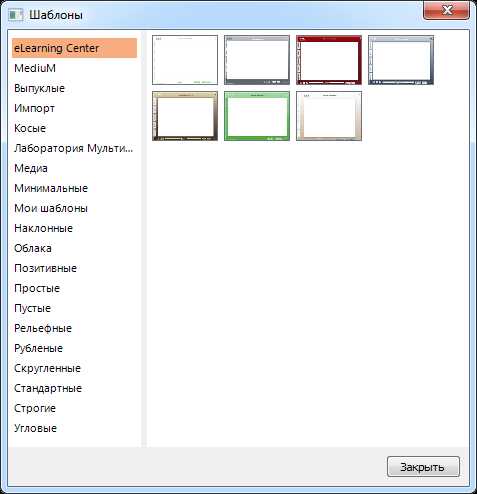 Шаблоны
eLearning Center
MediuM
Выпуклые
Импорт
Косые
Лаборатория Мульти...
Медиа
Минимальные
Мои шаблоны
Наклонные
Облака
Позитивные
Простые
Пустые
Рельефные
Рубленые
Скругленные
Стандартные
Строгие
Угловые
Закрыть